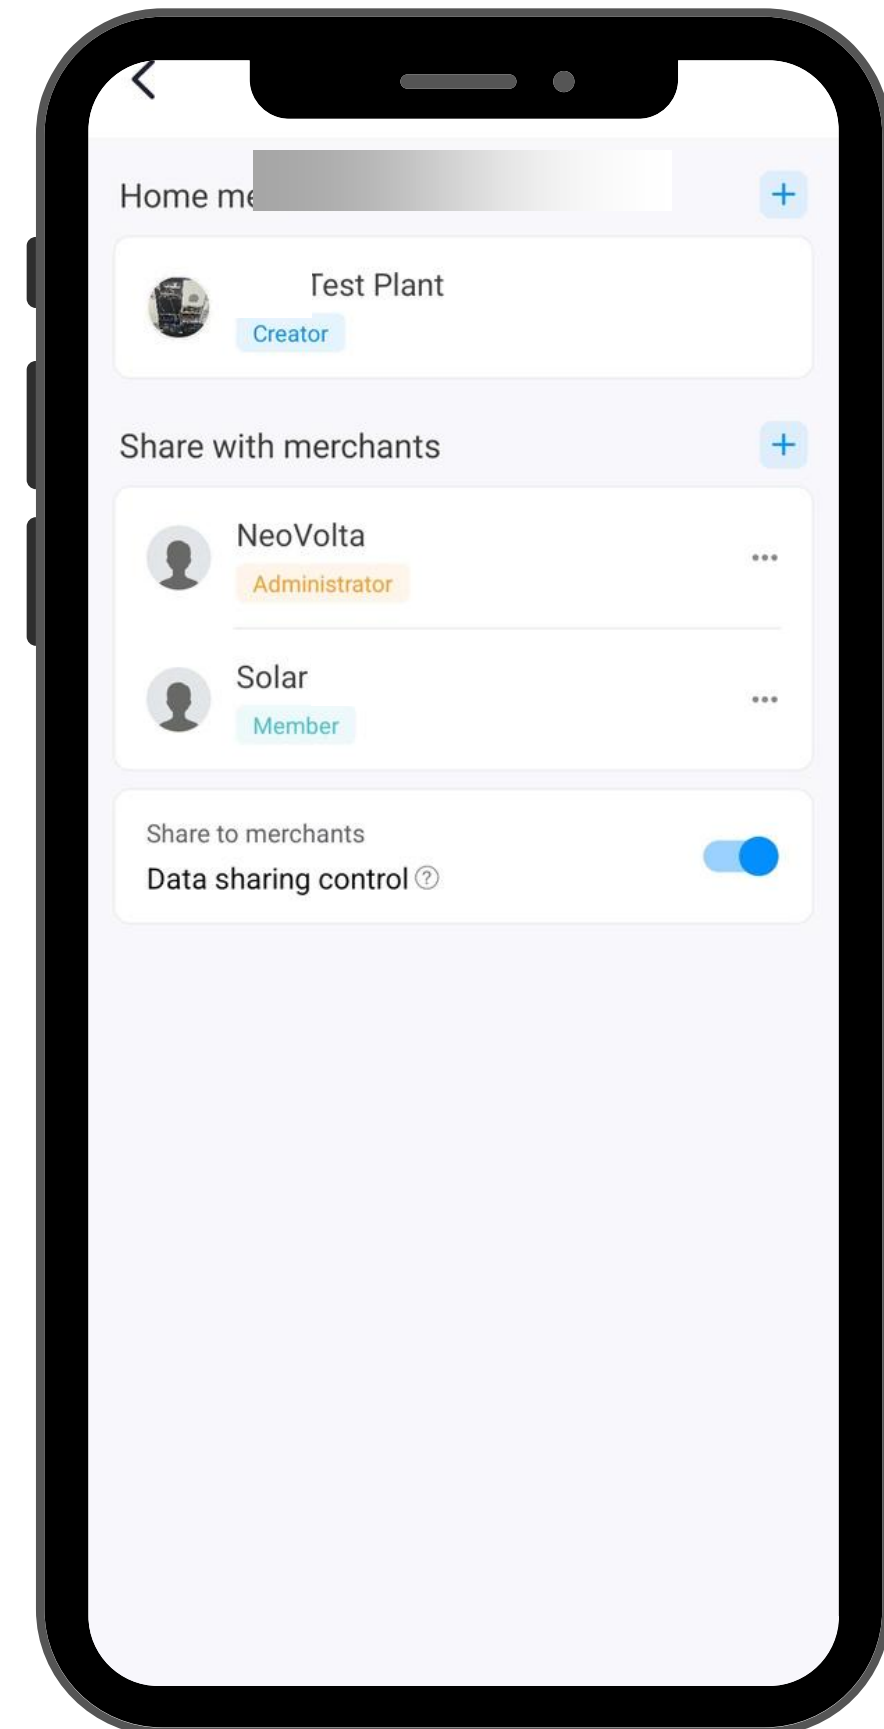 Home me
Test Plant
Creator
Share with merchants
NeoVolta
Administrator
Solar
Member
Share to merchants
Data sharing control ?